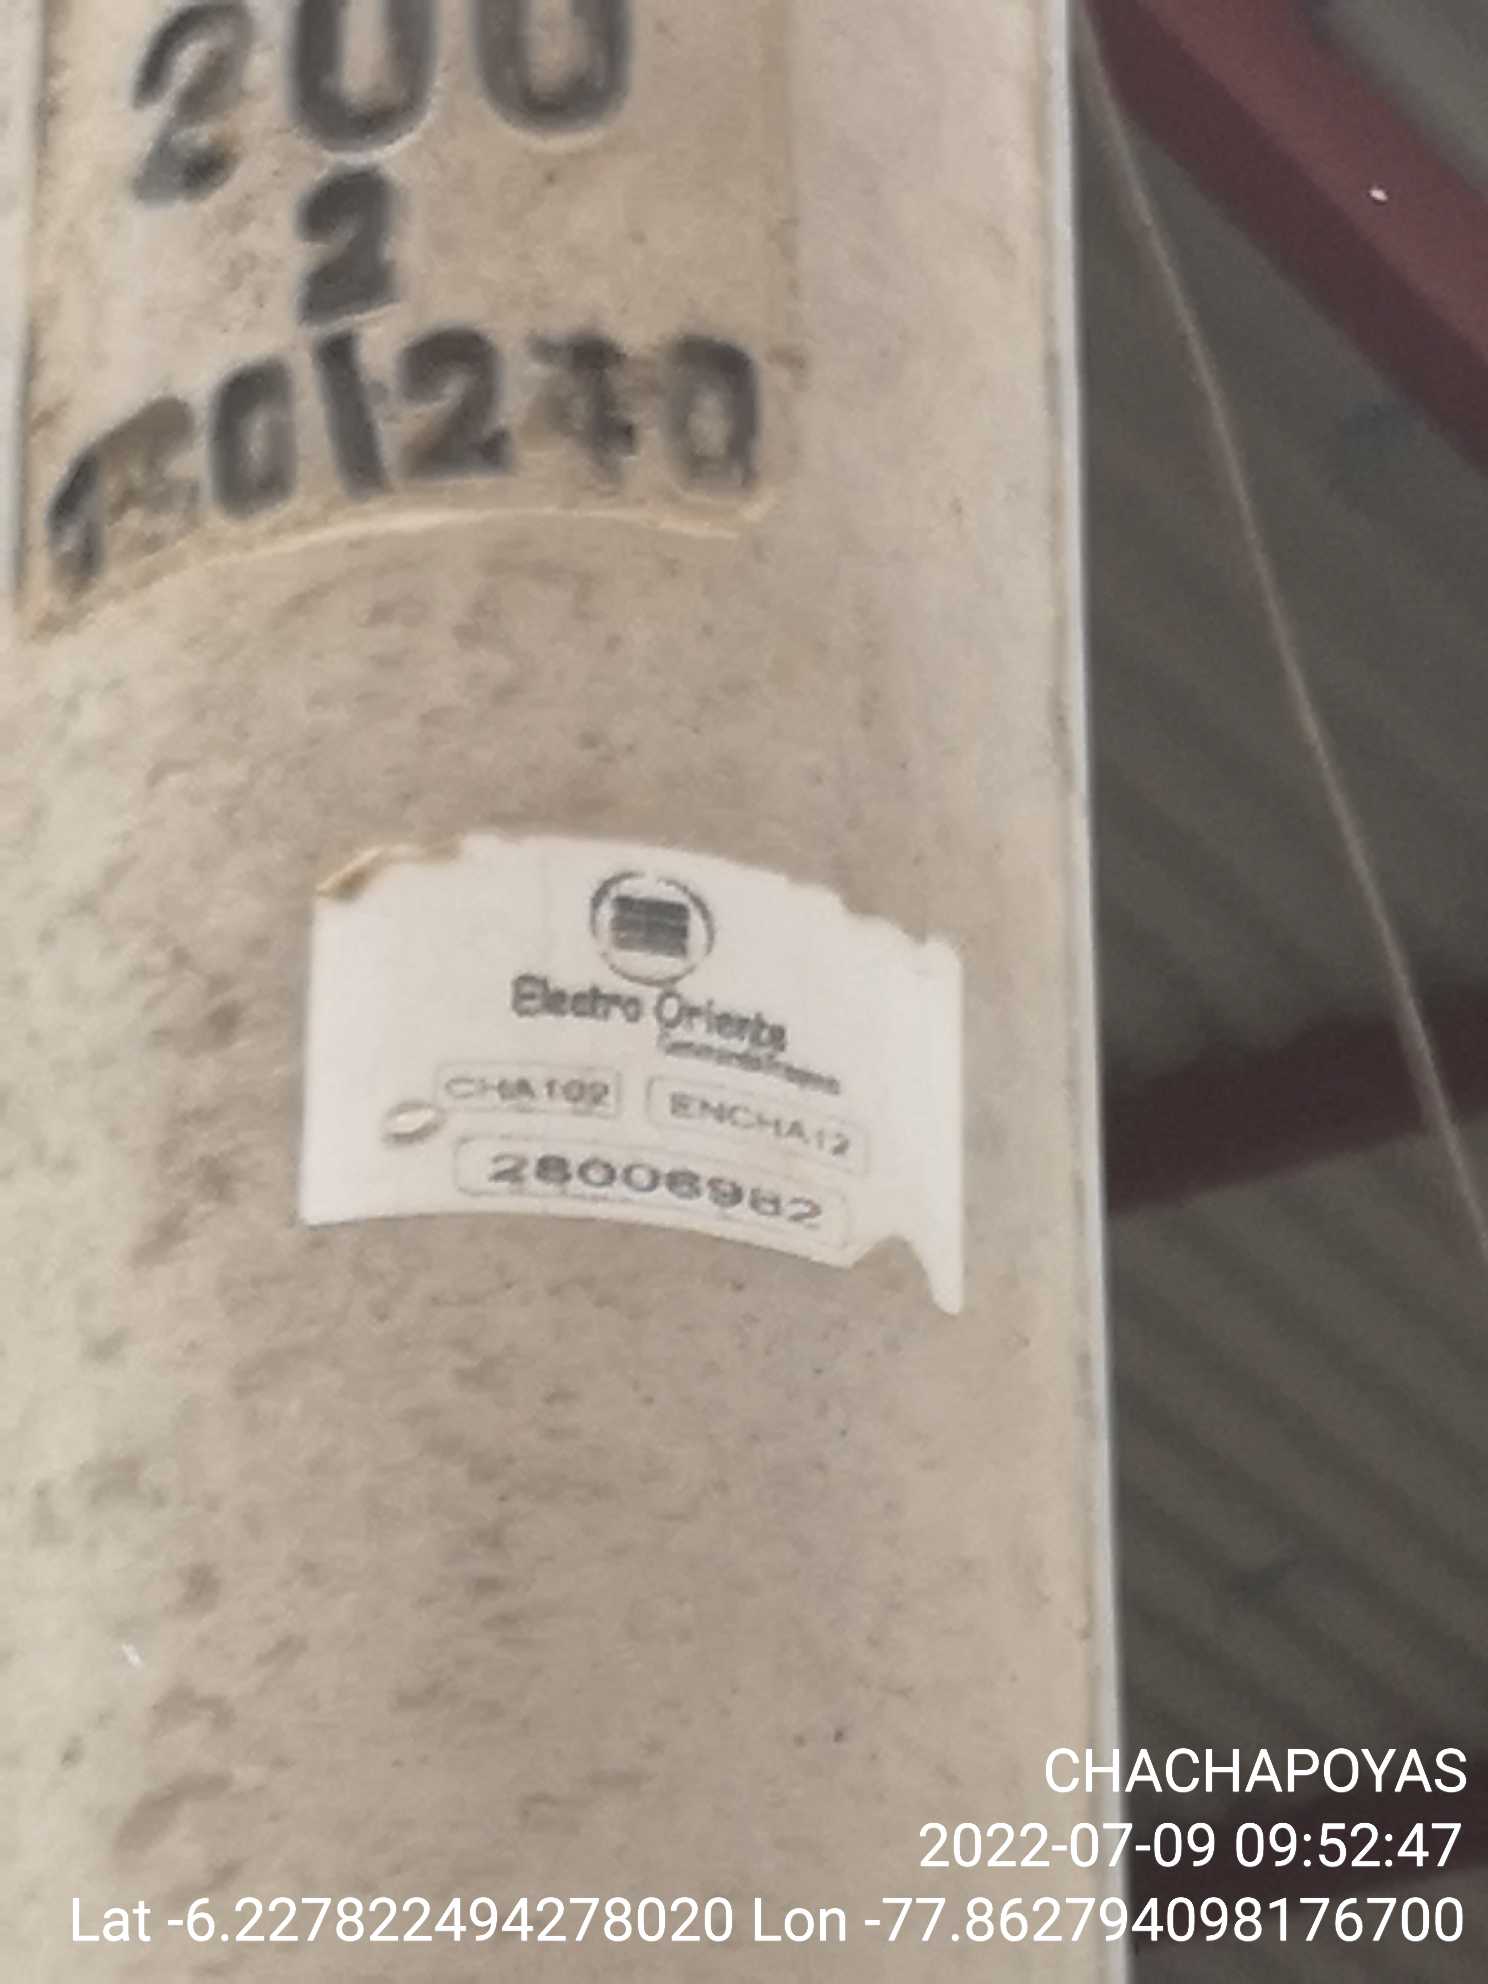 200
2
Electro Oriente
CHA102 ENCHA12
28006982
CHACHAPOYAS
2022-07-09 09:52:47
Lat -6.227822494278020 Lon -77.862794098176700